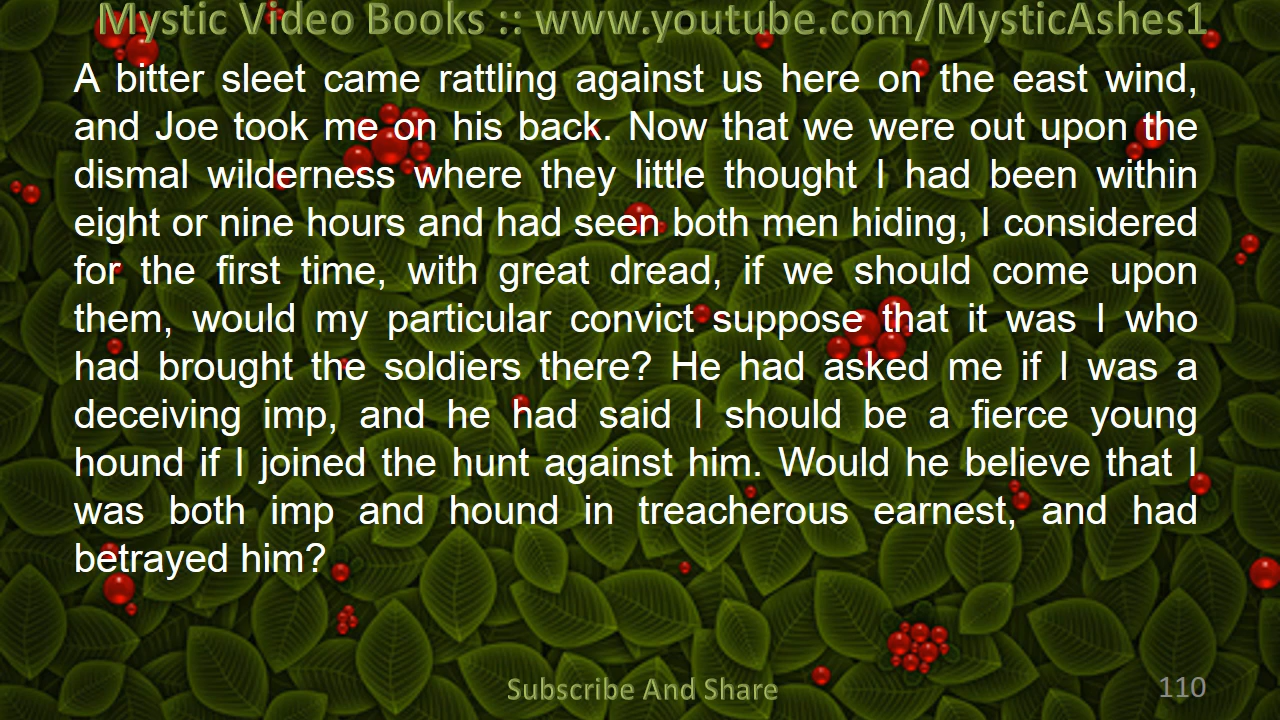 Mystic Video Books :: www.youtube.com/MysticAshes1
A bitter sleet came rattling against us here on the east wind,
and Joe took me on his back. Now that we were out upon the
dismal wilderness where they little thought I had been within
eight or nine hours and had seen both men hiding, I considered
for the first time, with great dread, if we should come upon
them, would my particular convict suppose that it was I who
had brought the soldiers there? He had asked me if I was a
deceiving imp, and he had said I should be a fierce young
hound if I joined the hunt against him. Would he believe that I
was both imp and hound in treacherous earnest, and had
betrayed him?
Subscribe And Share
110